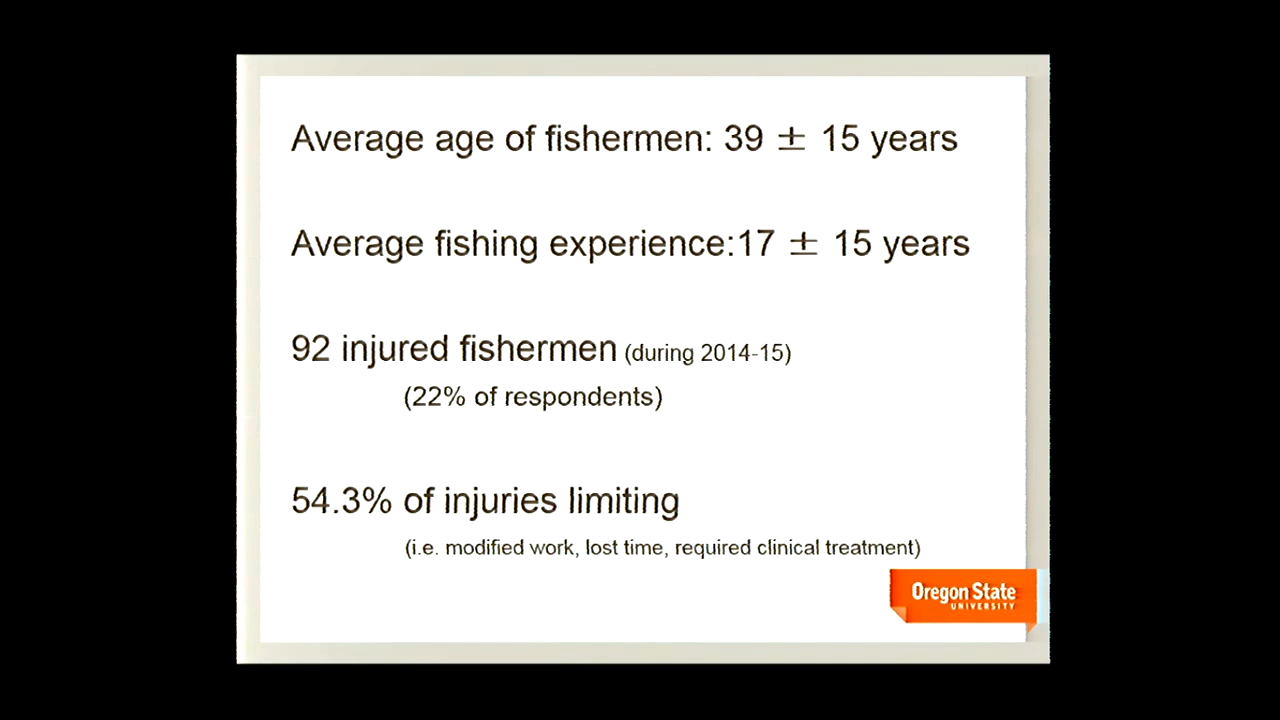 Average age of fishermen: 39 ± 15 years
Average fishing experience:17 ± 15 years
92 injured fishermen (during 2014-15)
(22% of respondents)
54.3% of injuries limiting
(i.e. modified work, lost time, required clinical treatment)
Oregon State
UNIVERSITY